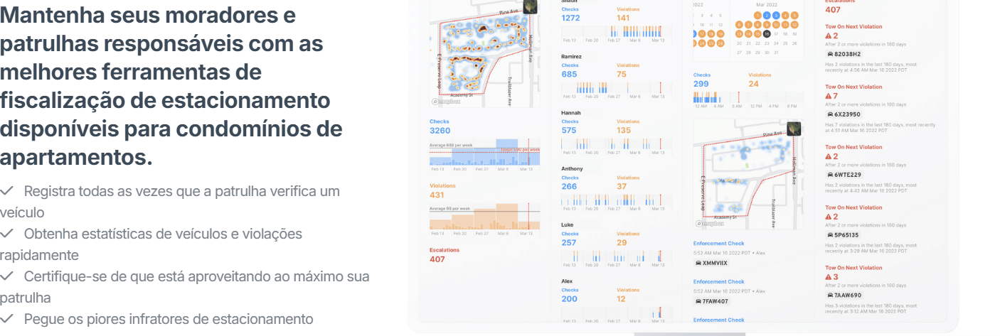 Mantenha seus moradores e
patrulhas responsáveis com as
melhores ferramentas de
fiscalização de estacionamento
disponíveis para condomínios de
apartamentos.
Registra todas as vezes que a patrulha verifica um
veículo
Obtenha estatísticas de veículos e violações
rapidamente
Certifique-se de que está aproveitando ao máximo sua
patrulha
Pegue os piores infratores de estacionamento
Pine Ave
Hollman Ave
E Preserve Loop
Trailblazer Ave
Academy St
mapbox
Checks
3260
Average 688 per week
Feb 13 Feb 20 Feb 27 Mar 6 Mar 13
Violations
431
Average 88 per week
Feb 13 Feb 20 Feb 27 Mar 6 Mar 13
Escalations
407
Shaun
Checks Violations
1272 141
Feb 13 Feb 20 Feb 27 Mar 6 Mar 13
Ramirez
Checks Violations
685 75
Feb 13 Feb 20 Feb 27 Mar 6 Mar 13
Hannah
Checks Violations
575 135
Feb 13 Feb 20 Feb 27 Mar 6 Mar 13
Anthony
Checks Violations
266 37
Feb 13 Feb 20 Feb 27 Mar 6 Mar 13
Luke
Checks Violations
257 29
Feb 13 Feb 20 Feb 27 Mar 6 Mar 13
Alex
Checks Violations
200 12
2022 Mar 2022
3 4 5 1 2 3 4 5
10 11 12 6 7 8 9 10 11 12
17 18 19 13 14 15 16 17 18 19
24 25 26 20 21 22 23 24 25 26
27 28 29 30 31
Checks Violations
299 24
12 AM 4 AM 8 AM 12 PM 4 PM 8 PM
Pine Ave
Hollman Ave
E Preserve Loop
Trailblazer Ave
Academy St
mapbox
Enforcement Check
5:52 AM Mar 16 2022 PDT • Alex
XMMVIIX
Enforcement Check
5:52 AM Mar 16 2022 PDT • Alex
7FAW407
Enforcement Check
Escalations
407
Tow On Next Violation
2
After 2 or more violations in 160 days
82038H2
Has 2 violations in the last 180 days, most
recently at 4:56 AM Mar 16 2022 PDT
Tow On Next Violation
7
After 2 or more violations in 160 days
6X23950
Has 7 violations in the last 180 days, most recently
at 4:51 AM Mar 16 2022 PDT
Tow On Next Violation
2
After 2 or more violations in 160 days
6WTE229
Has 2 violations in the last 180 days, most
recently at 4:42 AM Mar 16 2022 PDT
Tow On Next Violation
2
After 2 or more violations in 160 days
5P65135
Has 2 violations in the last 180 days, most
recently at 3:29 AM Mar 16 2022 PDT
Tow On Next Violation
3
After 2 or more violations in 160 days
7AAW690
Has 3 violations in the last 180 days, most
recently at 3:12 AM Mar 16 2022 PDT